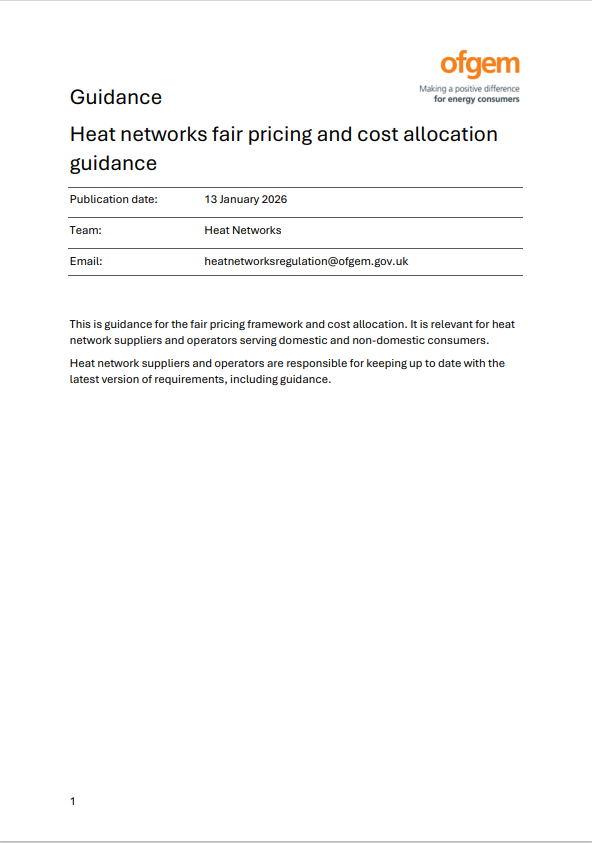 ofgem
Making a positive difference
for energy consumers
Guidance
Heat networks fair pricing and cost allocation
guidance
Publication date: 13 January 2026
Team: Heat Networks
Email: heatnetworksregulation@ofgem.gov.uk
This is guidance for the fair pricing framework and cost allocation. It is relevant for heat
network suppliers and operators serving domestic and non-domestic consumers.
Heat network suppliers and operators are responsible for keeping up to date with the
latest version of requirements, including guidance.
1